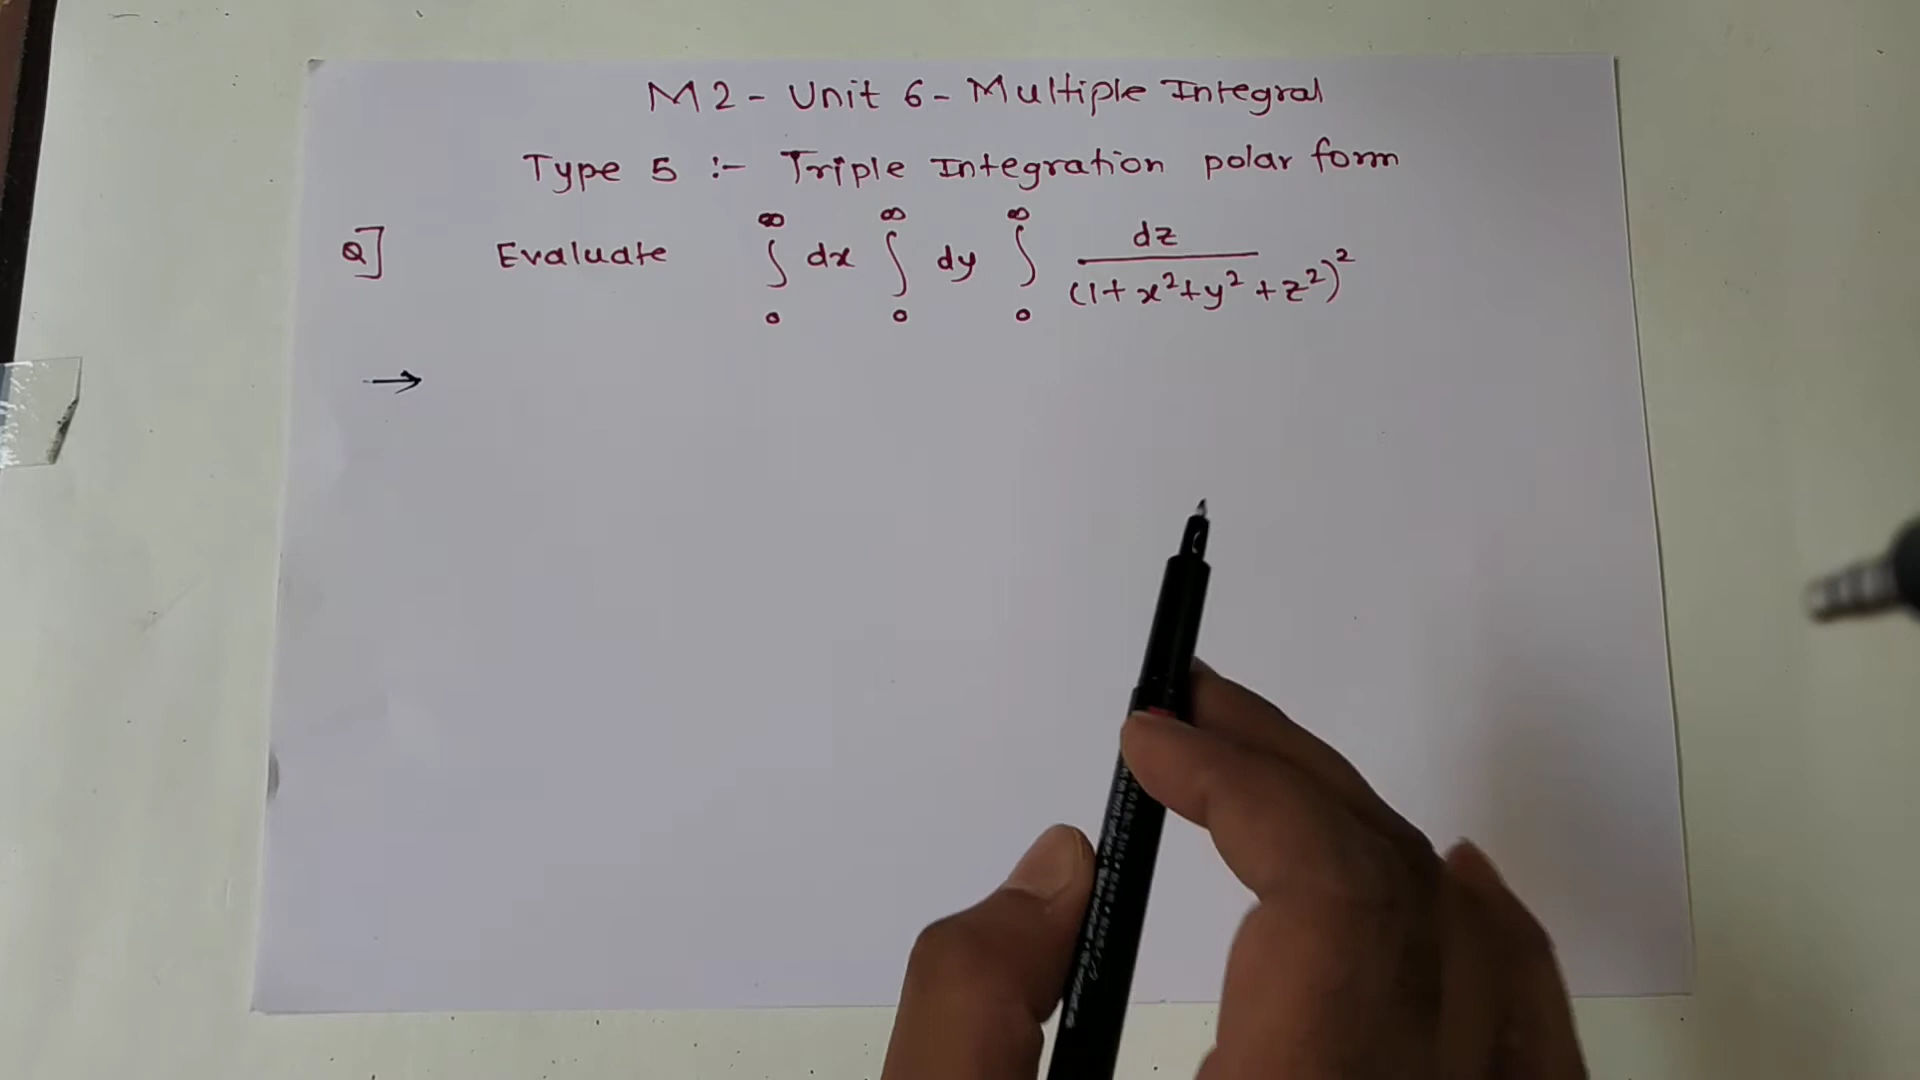 M2 - Unit 6 - Multiple Integral
Type 5 :- Triple Integration polar form
Q] Evaluate ∫₀^∞ dx ∫₀^∞ dy ∫₀^∞ dz / (1+x²+y²+z²)²
→